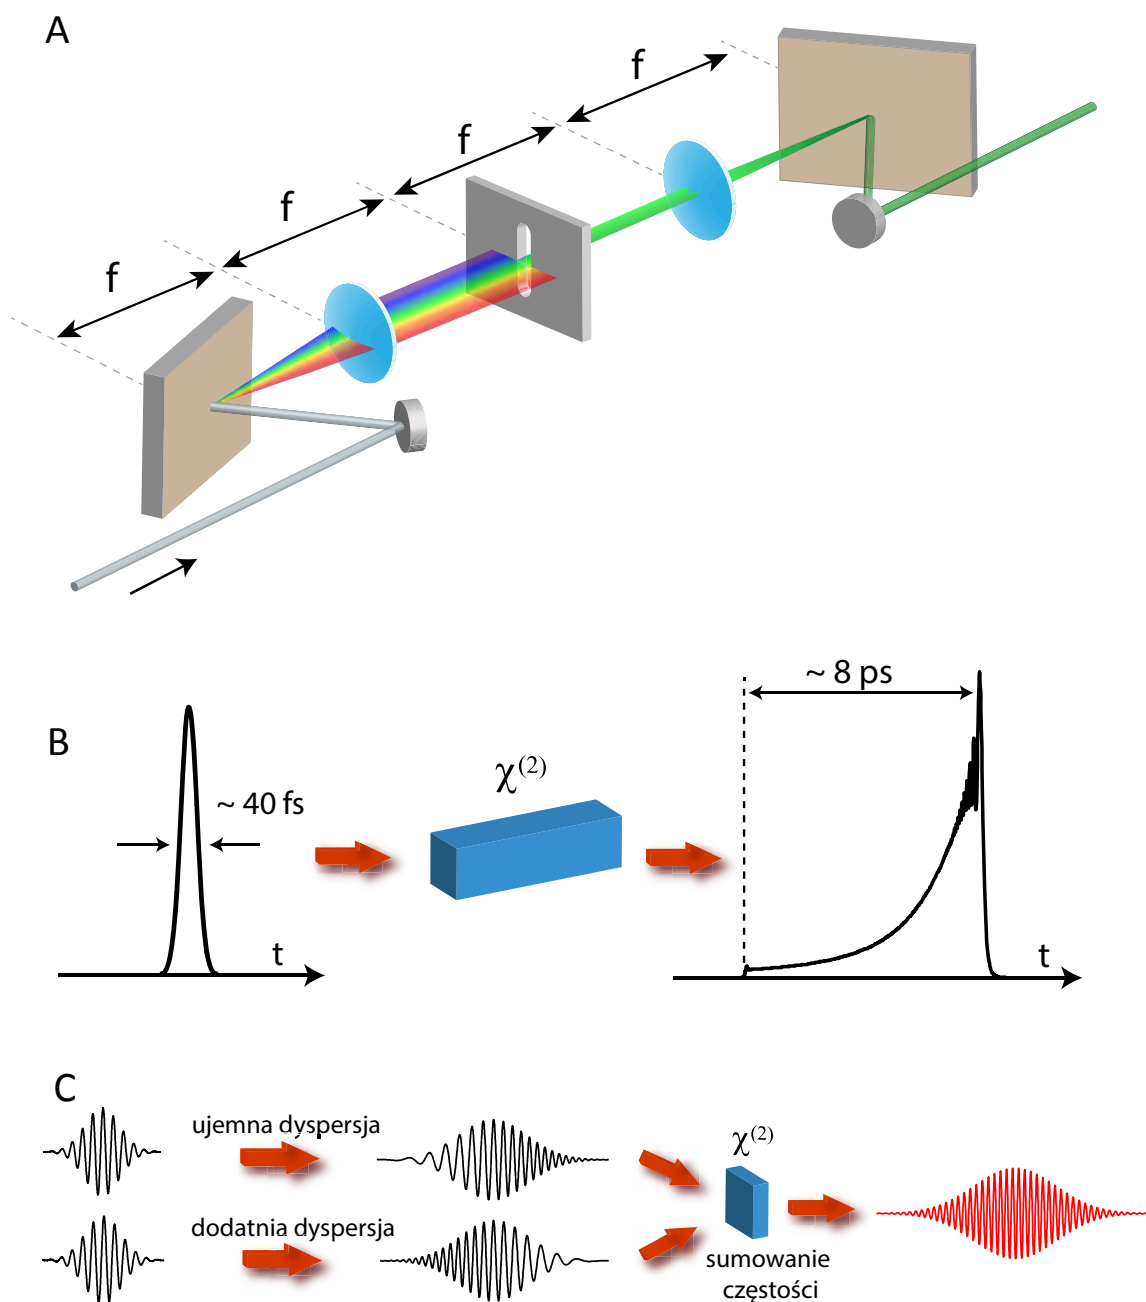 A
f
f
f
f
B
~ 40 fs
t
χ(2)
~ 8 ps
t
C
ujemna dyspersja
dodatnia dyspersja
χ(2)
sumowanie
częstości